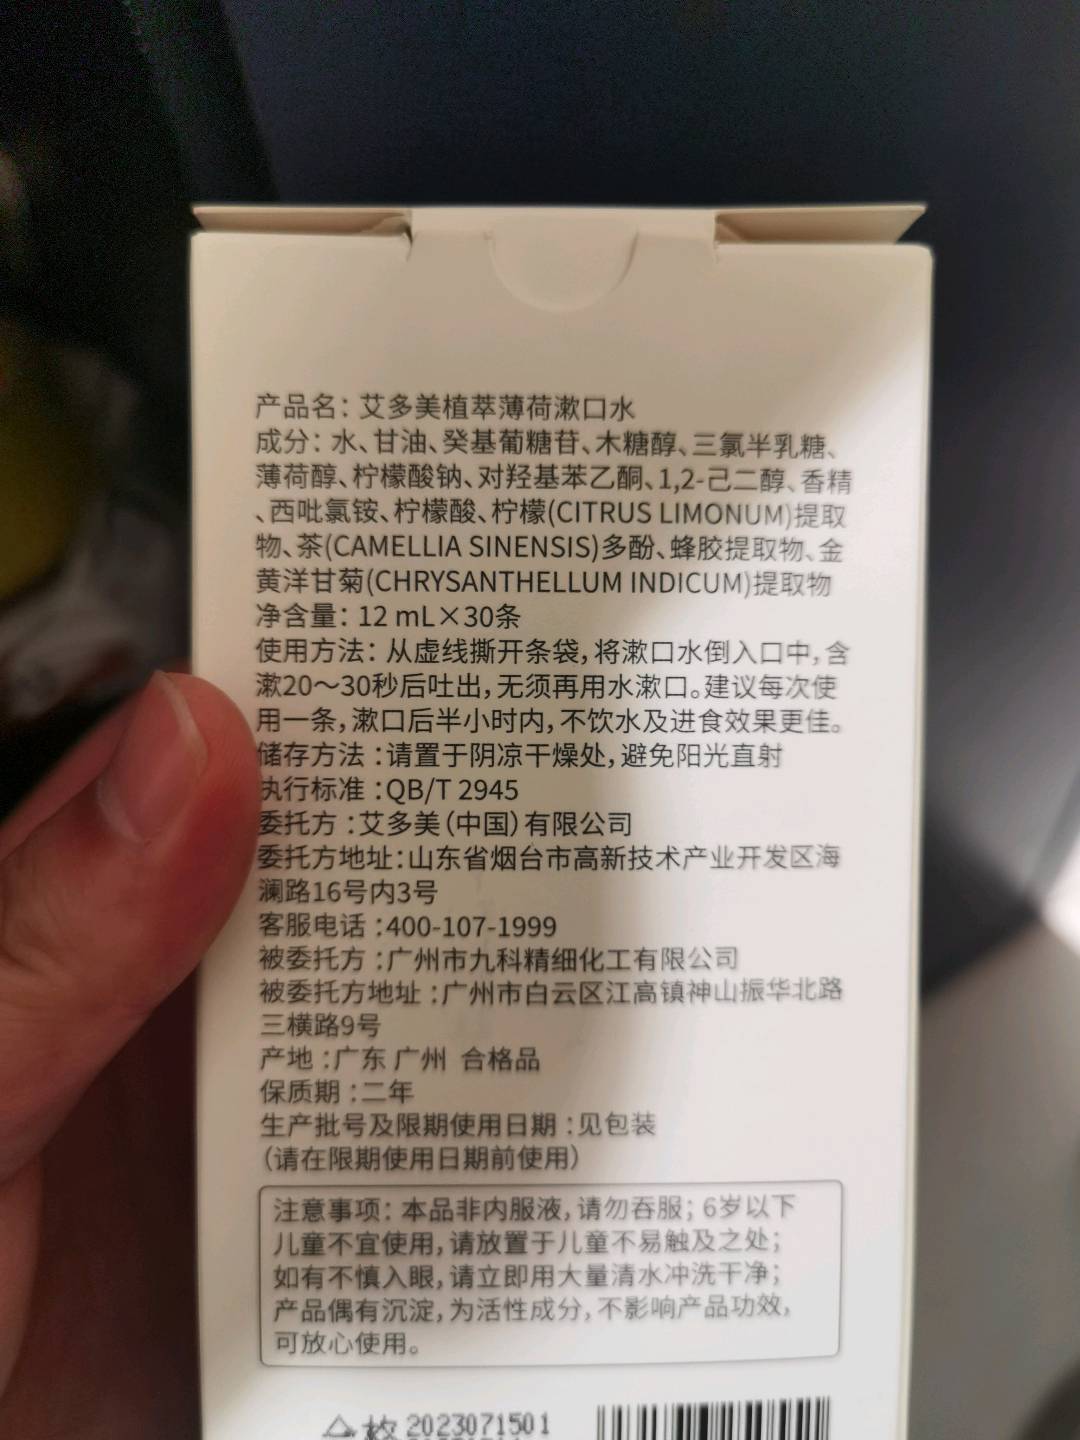 产品名：艾多美植萃薄荷漱口水
成分：水、甘油、癸基葡糖苷、木糖醇、三氯半乳糖、
薄荷醇、柠檬酸钠、对羟基苯乙酮、1,2-己二醇、香精
、西吡氯铵、柠檬酸、柠檬(CITRUS LIMONUM)提取
物、茶(CAMELLIA SINENSIS)多酚、蜂胶提取物、金
黄洋甘菊(CHRYSANTHELLUM INDICUM)提取物
净含量：12 mL×30条
使用方法：从虚线撕开条袋，将漱口水倒入口中，含
漱20～30秒后吐出，无须再用水漱口。建议每次使
用一条，漱口后半小时内，不饮水及进食效果更佳。
储存方法：请置于阴凉干燥处，避免阳光直射
执行标准：QB/T 2945
委托方：艾多美（中国）有限公司
委托方地址：山东省烟台市高新技术产业开发区海
澜路16号内3号
客服电话：400-107-1999
被委托方：广州市九科精细化工有限公司
被委托方地址：广州市白云区江高镇神山振华北路
三横路9号
产地：广东 广州 合格品
保质期：二年
生产批号及限期使用日期：见包装
（请在限期使用日期前使用）
注意事项：本品非内服液，请勿吞服；6岁以下
儿童不宜使用，请放置于儿童不易触及之处；
如有不慎入眼，请立即用大量清水冲洗干净；
产品偶有沉淀，为活性成分，不影响产品功效，
可放心使用。
2023071501